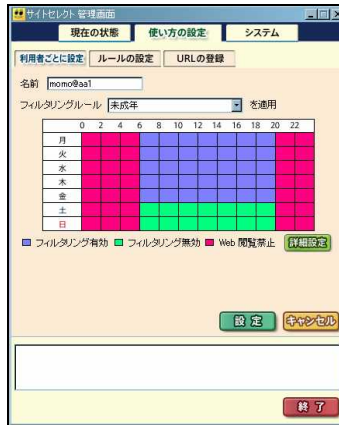 サイトセレクト 管理画面
現在の状態 使い方の設定 システム
利用者ごとに設定 ルールの設定 URLの登録
名前 momo@aa1
フィルタリングルール 未成年 を適用
0 2 4 6 8 10 12 14 16 18 20 22
月
火
水
木
金
土
日
フィルタリング有効 フィルタリング無効 Web 閲覧禁止 詳細設定
設定 キャンセル
終了